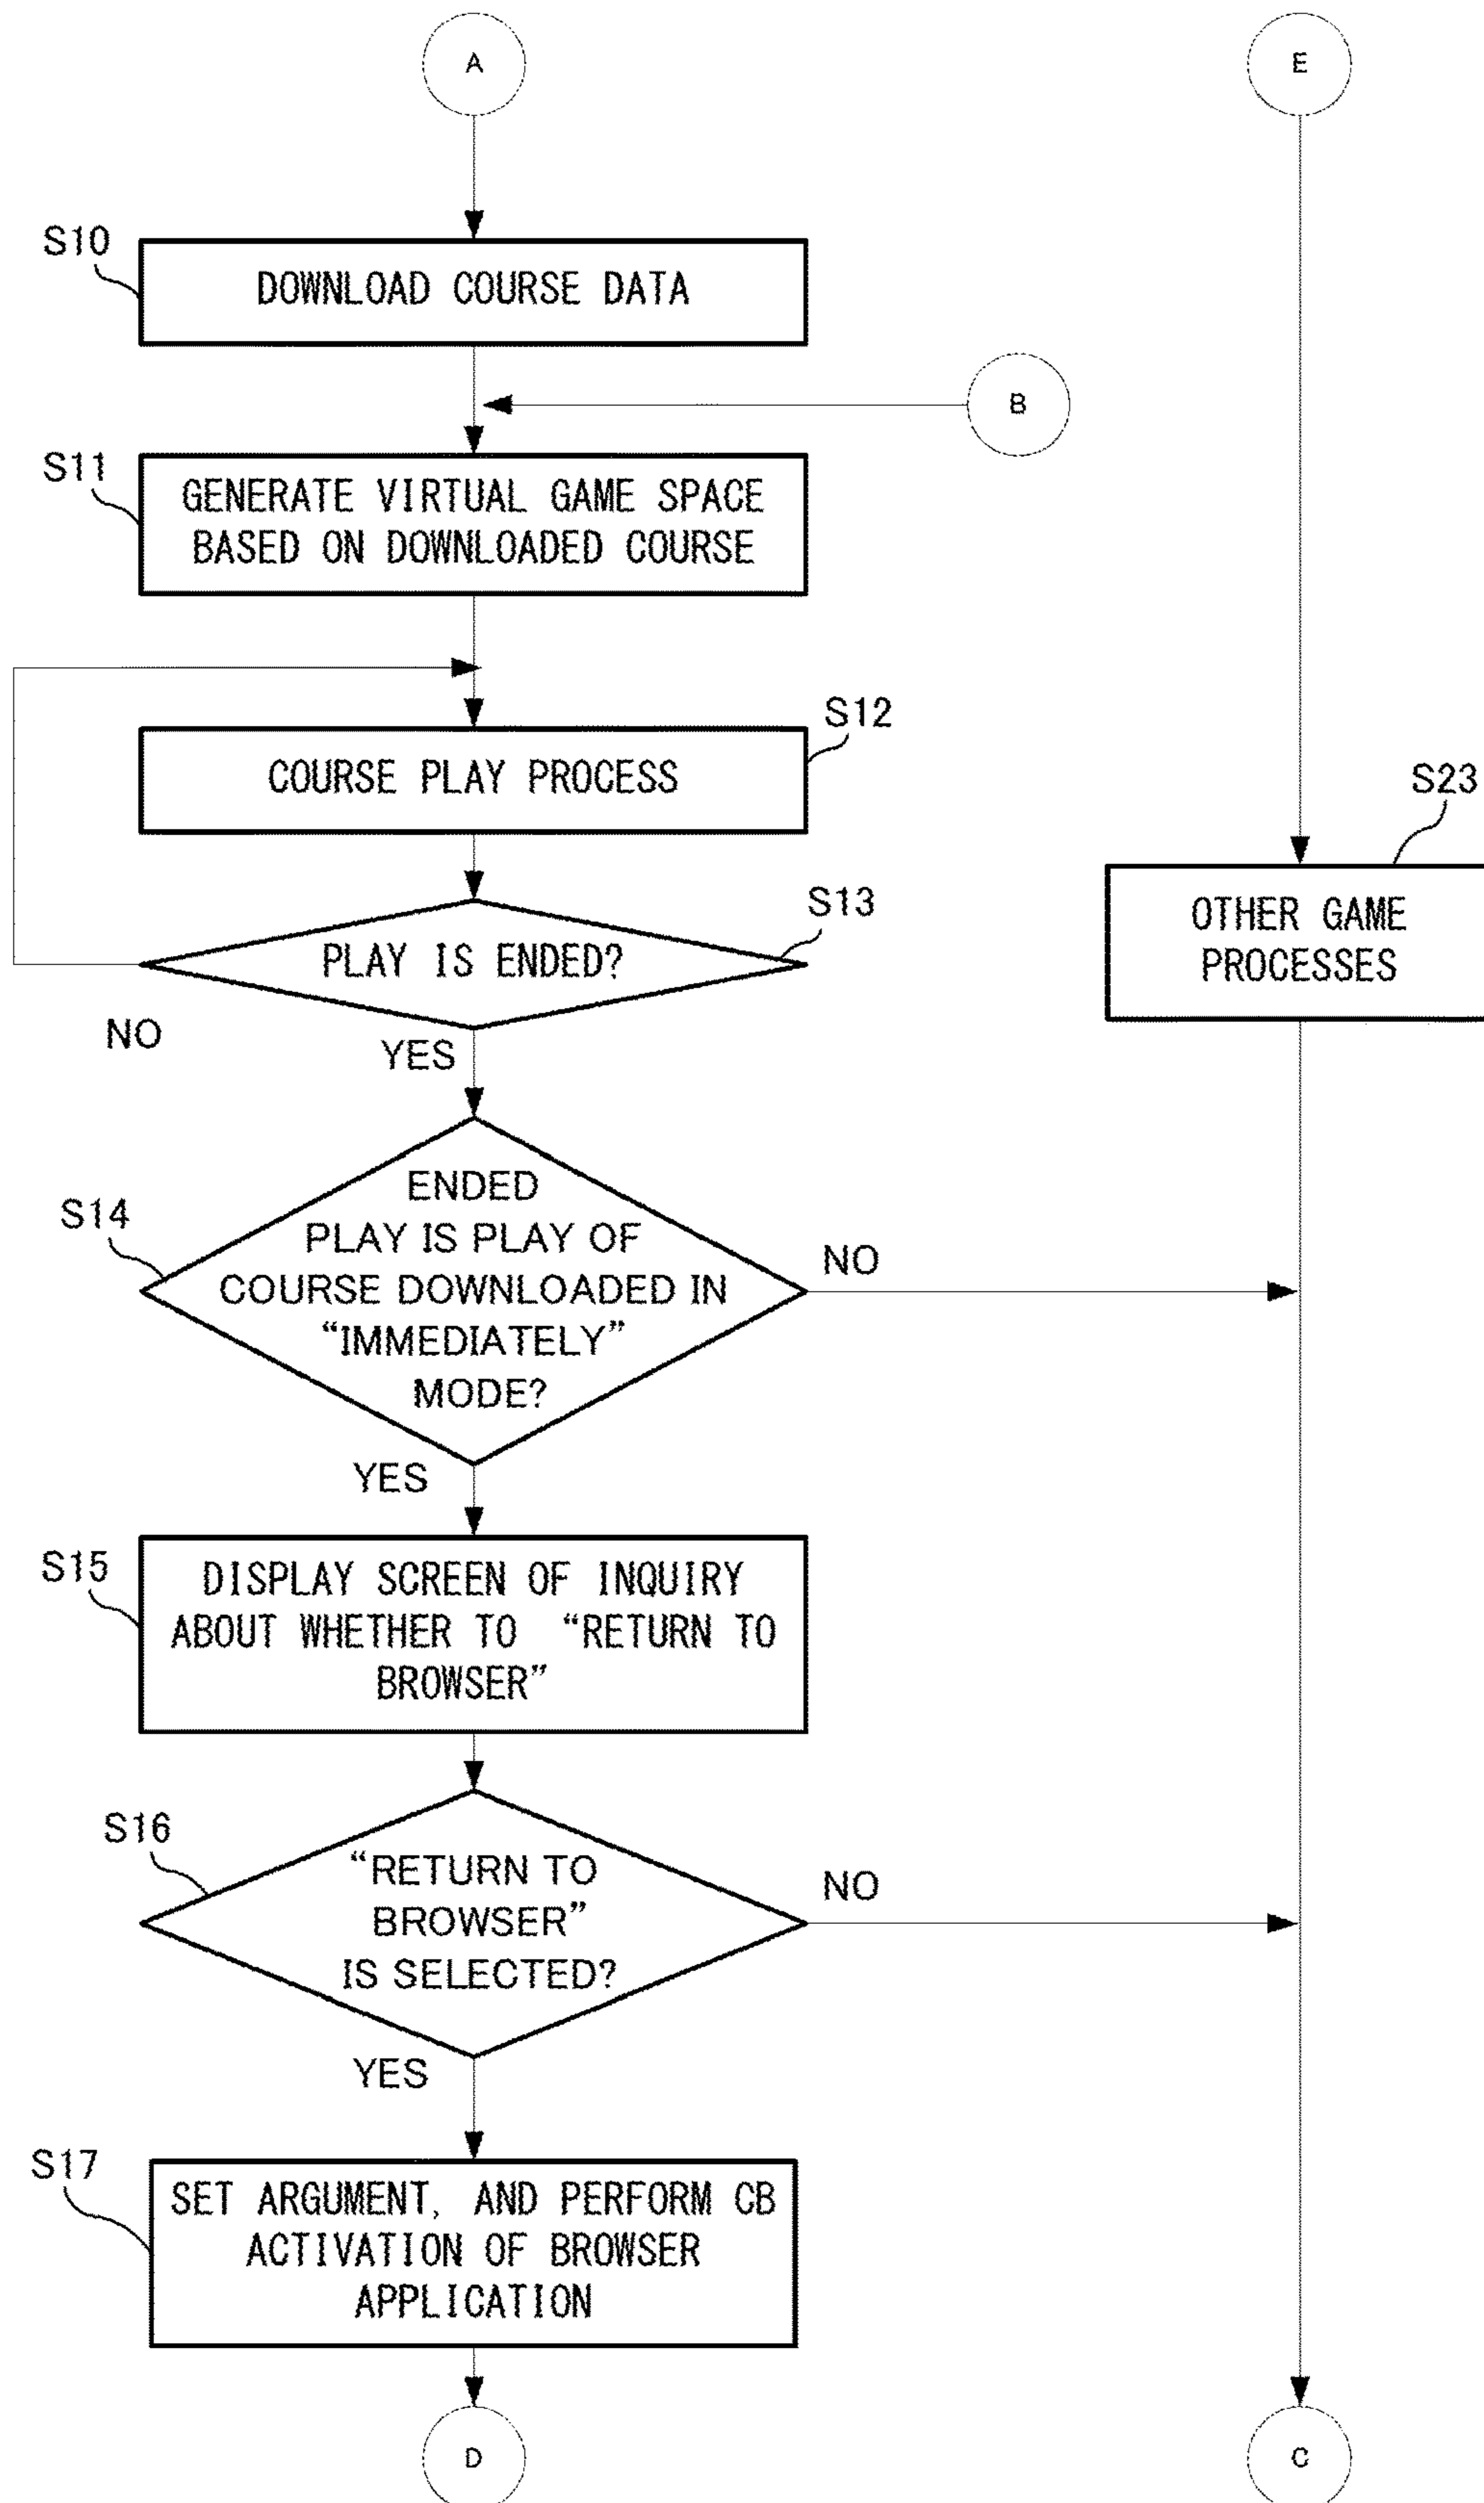 A
E
S10
DOWNLOAD COURSE DATA
B
S11
GENERATE VIRTUAL GAME SPACE
BASED ON DOWNLOADED COURSE
S12
COURSE PLAY PROCESS
S23
OTHER GAME
PROCESSES
S13
PLAY IS ENDED?
NO
YES
S14
ENDED
PLAY IS PLAY OF
COURSE DOWNLOADED IN
“IMMEDIATELY”
MODE?
NO
YES
S15
DISPLAY SCREEN OF INQUIRY
ABOUT WHETHER TO “RETURN TO
BROWSER”
S16
“RETURN TO
BROWSER”
IS SELECTED?
NO
YES
S17
SET ARGUMENT, AND PERFORM CB
ACTIVATION OF BROWSER
APPLICATION
D
C